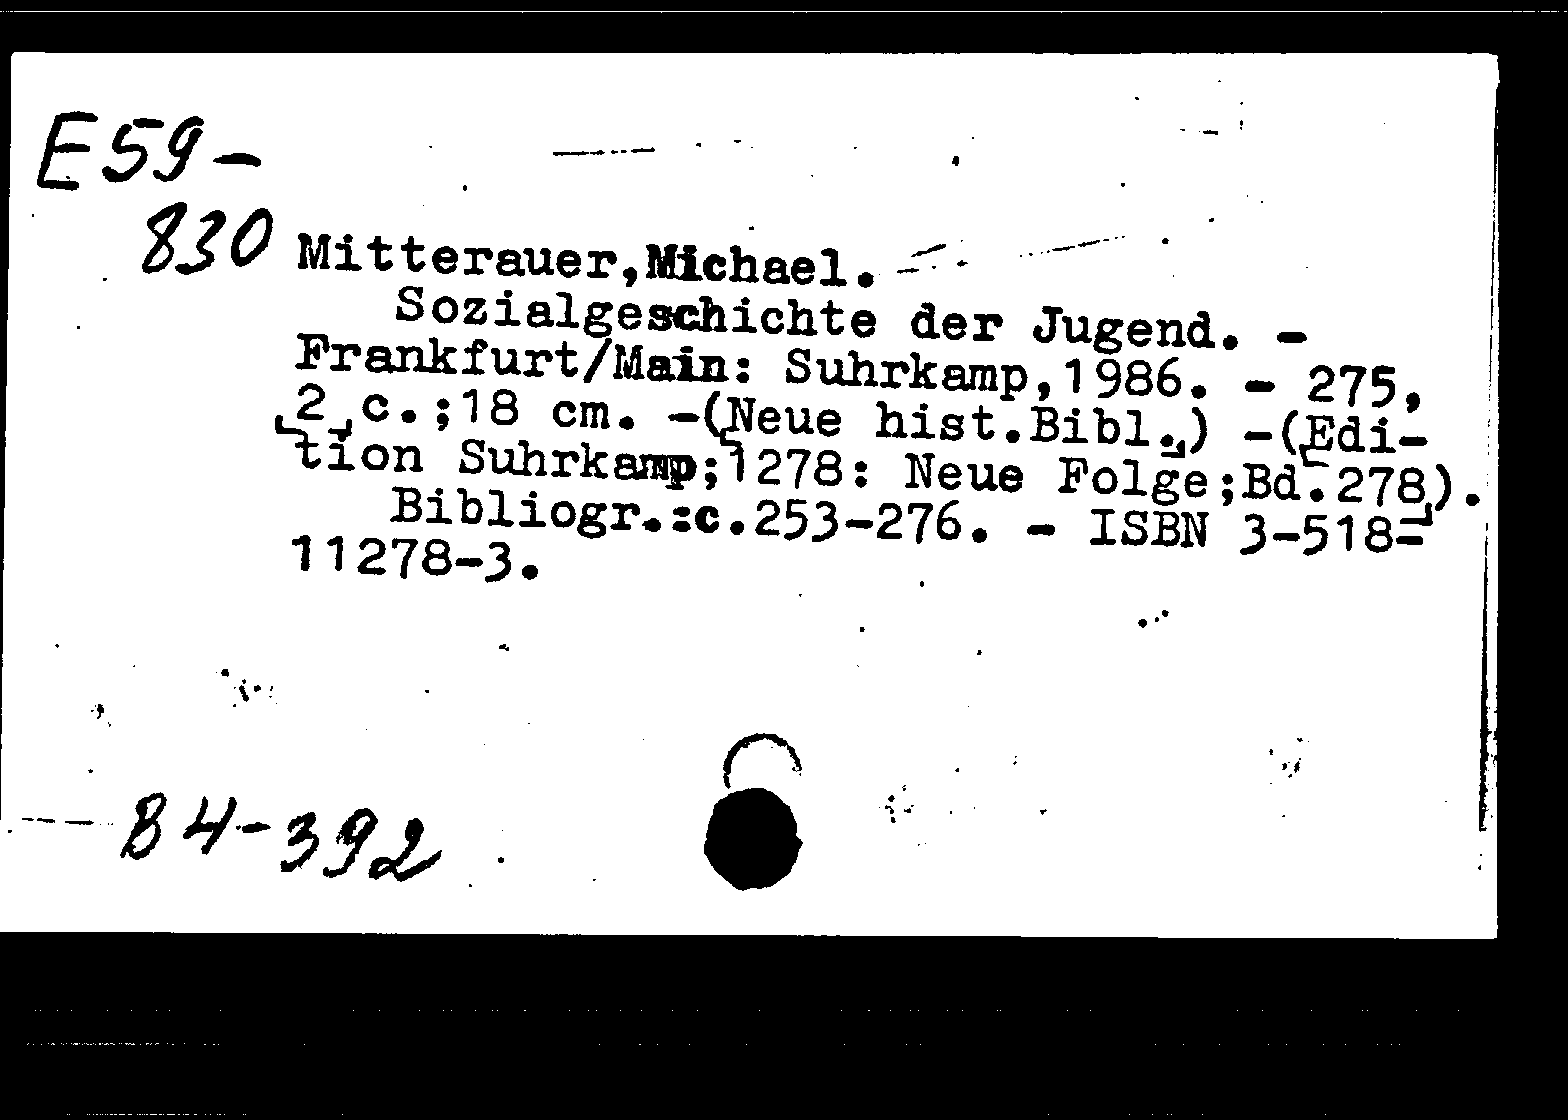 E59-
830
Mitterauer,Michael.
Sozialgeschichte der Jugend. -
Frankfurt/Main: Suhrkamp,1986. - 275,
[2]c.;18 cm. -([Neue hist.Bibl.]) -([Edi-
tion Suhrkamp;1278: Neue Folge;Bd.278]).
Bibliogr.:c.253-276. - ISBN 3-518-
11278-3.
84-392